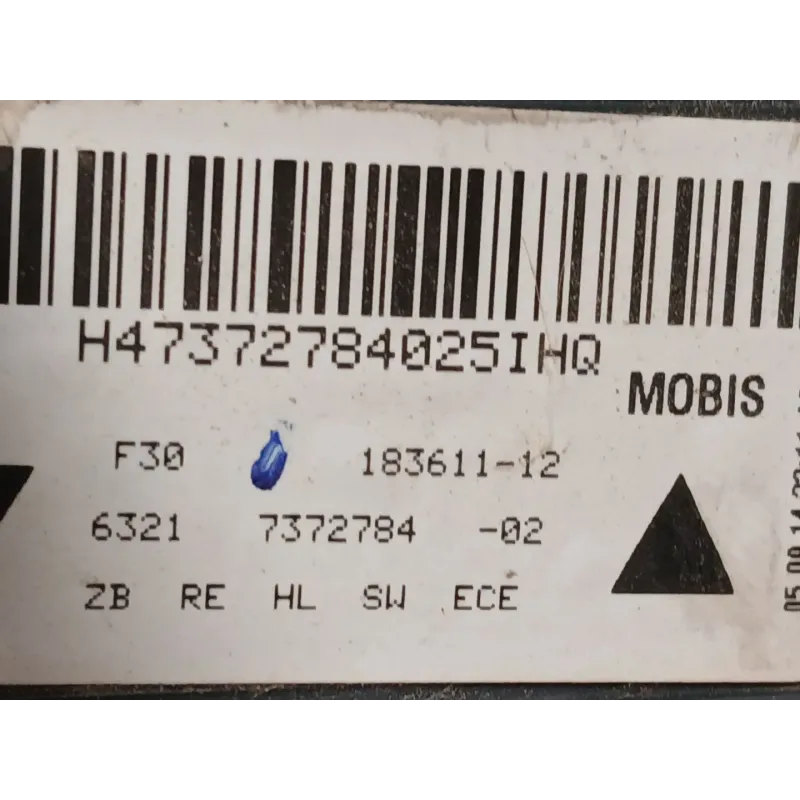 H47372784025IHQ
MOBIS
F30 183611-12
6321 7372784 -02
ZB RE HL SW ECE